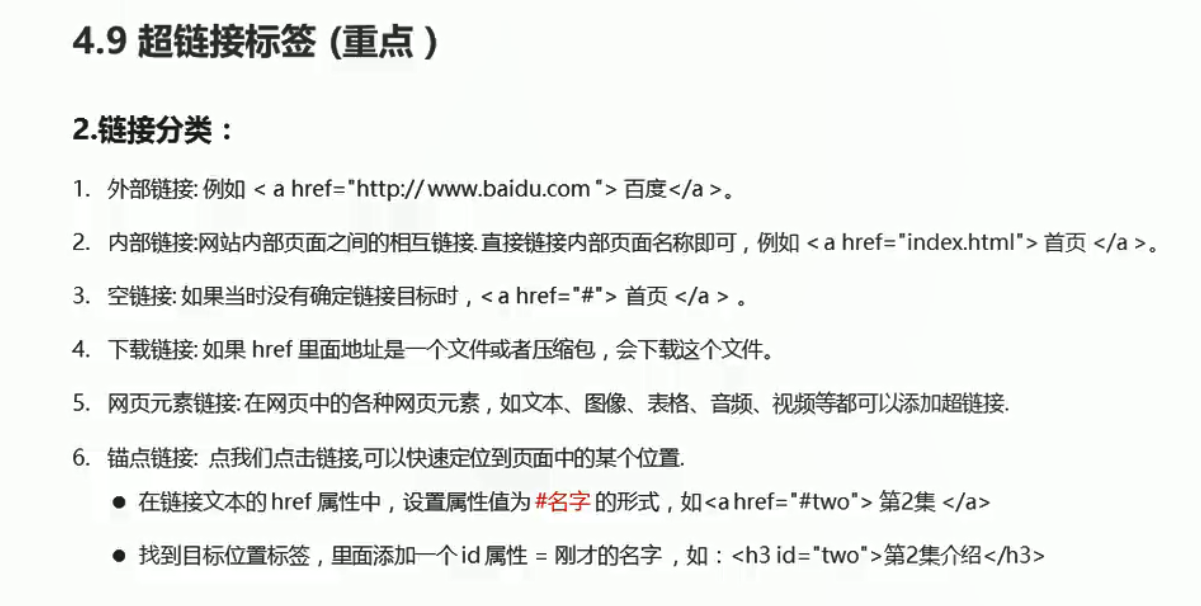 4.9 超链接标签 (重点 )
2.链接分类：
1. 外部链接: 例如 < a href="http:// www.baidu.com "> 百度</a >。
2. 内部链接:网站内部页面之间的相互链接. 直接链接内部页面名称即可，例如 < a href="index.html"> 首页 </a >。
3. 空链接: 如果当时没有确定链接目标时，< a href="#"> 首页 </a > 。
4. 下载链接: 如果 href 里面地址是一个文件或者压缩包，会下载这个文件。
5. 网页元素链接: 在网页中的各种网页元素，如文本、图像、表格、音频、视频等都可以添加超链接.
6. 锚点链接: 点我们点击链接,可以快速定位到页面中的某个位置.
● 在链接文本的 href 属性中，设置属性值为 #名字 的形式，如<a href="#two"> 第2集 </a>
● 找到目标位置标签，里面添加一个 id 属性 = 刚才的名字 ，如：<h3 id="two">第2集介绍</h3>